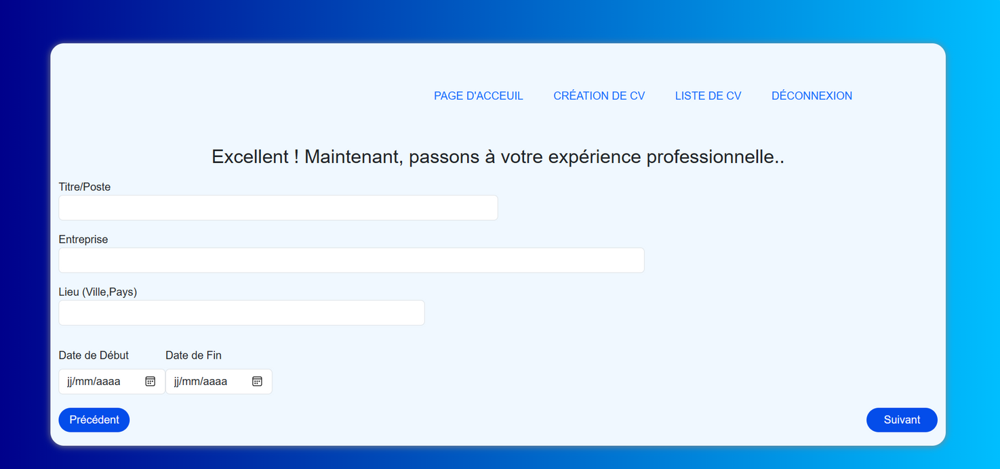 PAGE D'ACCEUIL CRÉATION DE CV LISTE DE CV DÉCONNEXION
Excellent ! Maintenant, passons à votre expérience professionnelle..
Titre/Poste
Entreprise
Lieu (Ville,Pays)
Date de Début Date de Fin
jj/mm/aaaa jj/mm/aaaa
Précédent Suivant